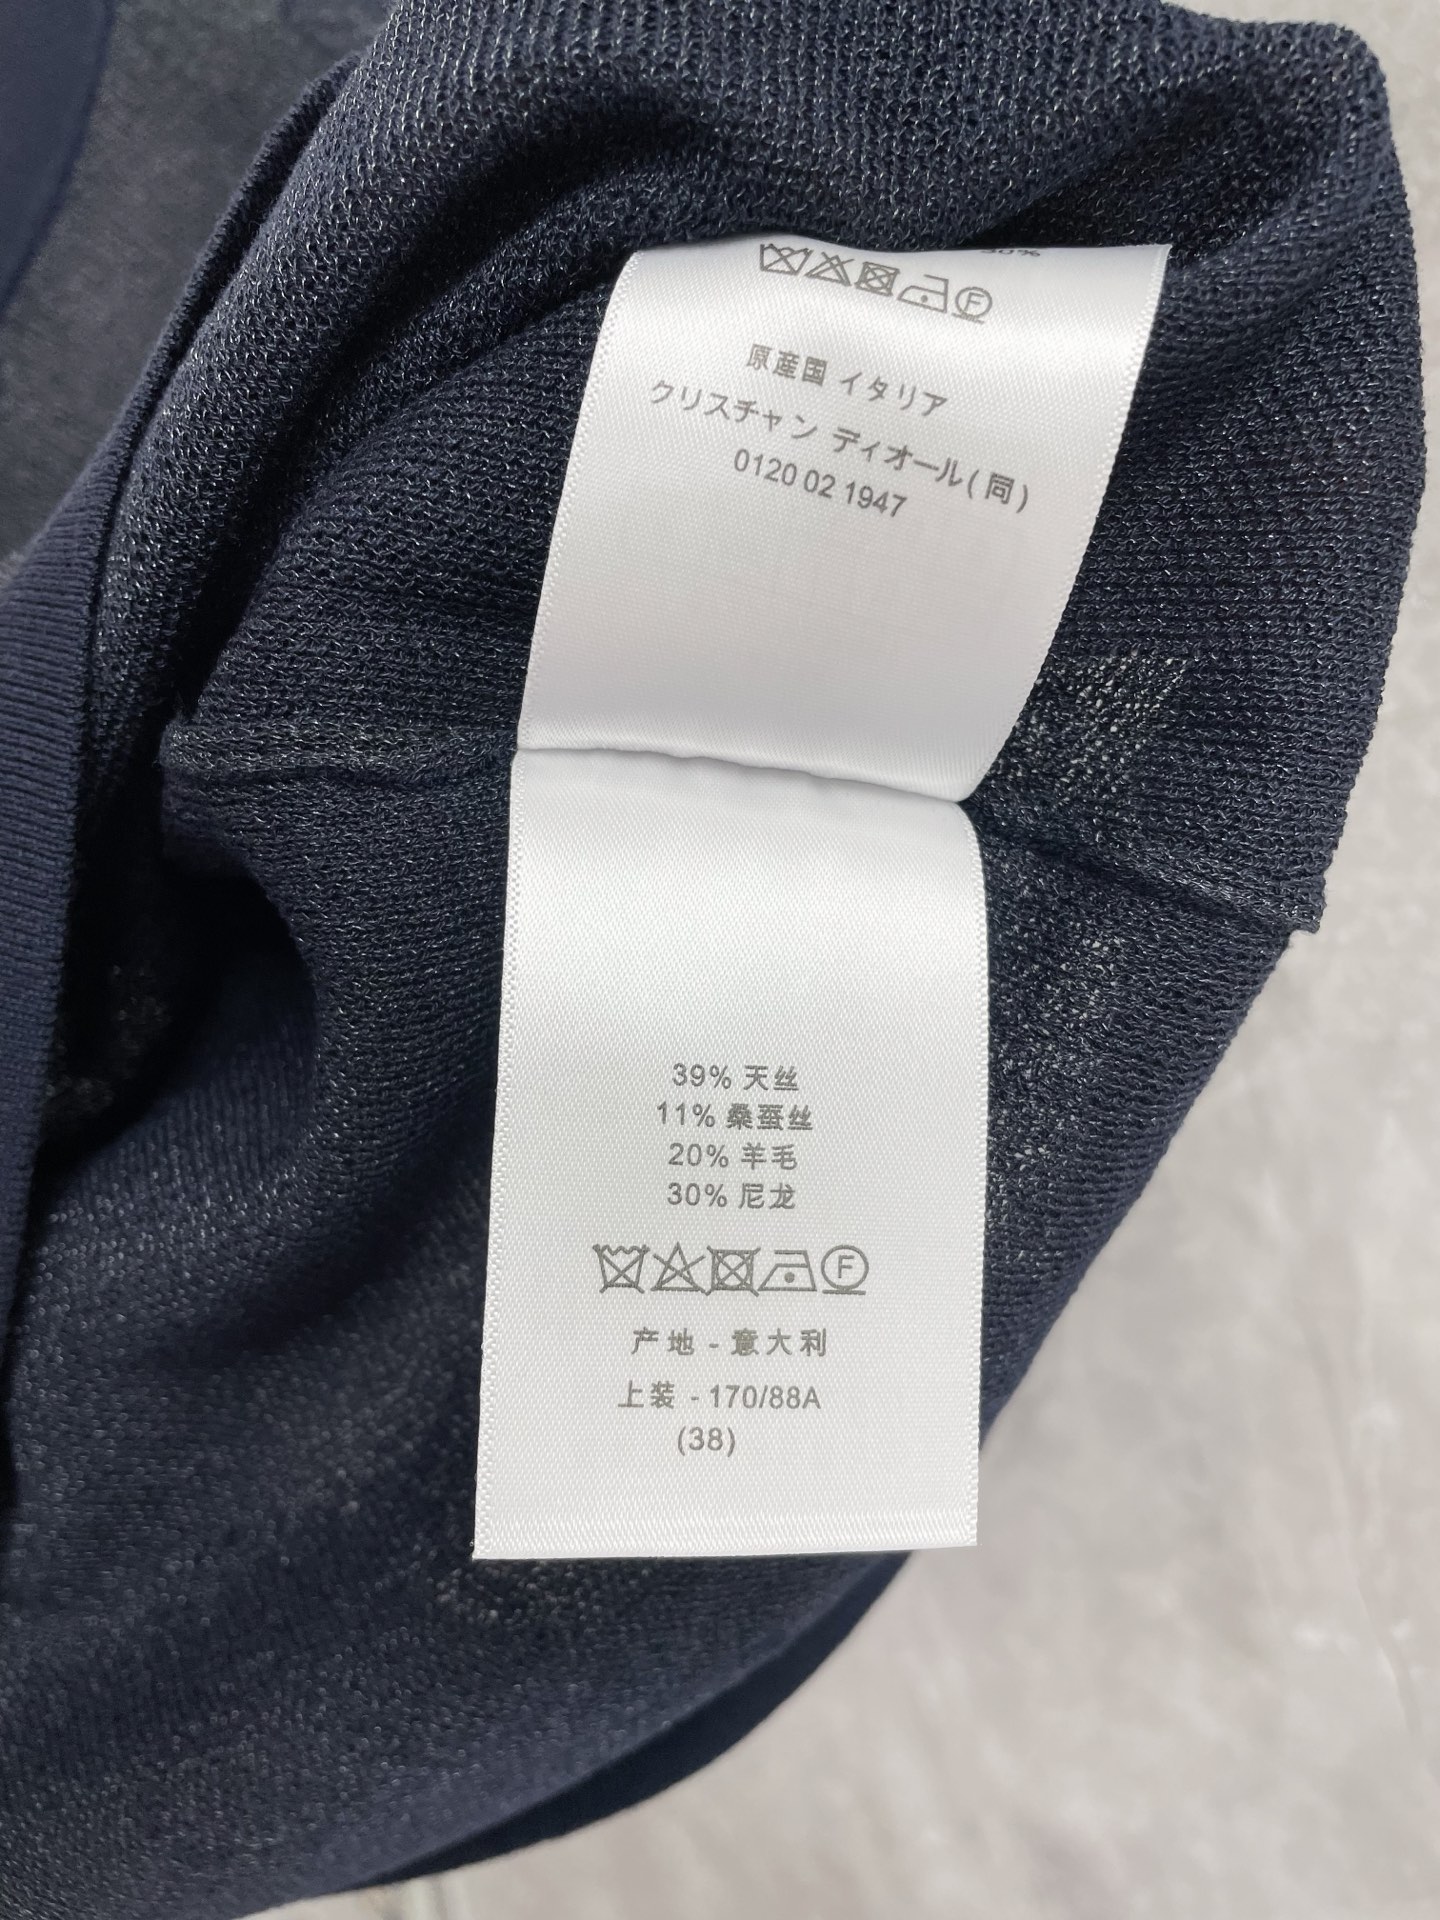 30%
原産国 イタリア
クリスチャン ディオール(同)
0120 02 1947
39% 天丝
11% 桑蚕丝
20% 羊毛
30% 尼龙
F
产地 - 意大利
上装 - 170/88A
(38)